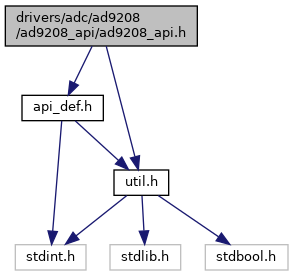 drivers/adc/ad9208
/ad9208_api/ad9208_api.h
api_def.h
util.h
stdint.h
stdlib.h
stdbool.h